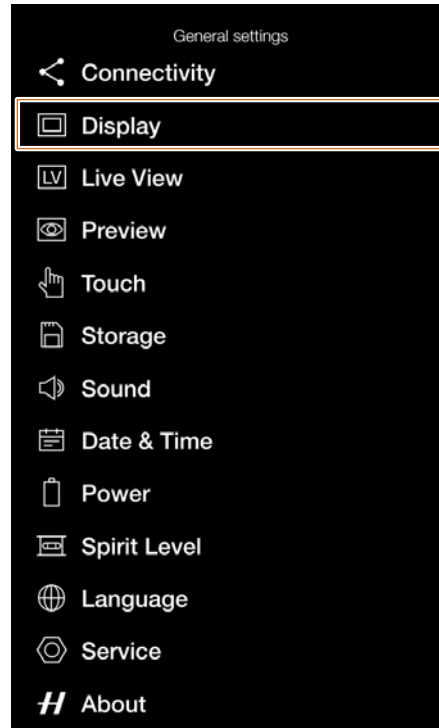 General settings
Connectivity
Display
LV Live View
Preview
Touch
Storage
Sound
Date & Time
Power
Spirit Level
Language
Service
H About